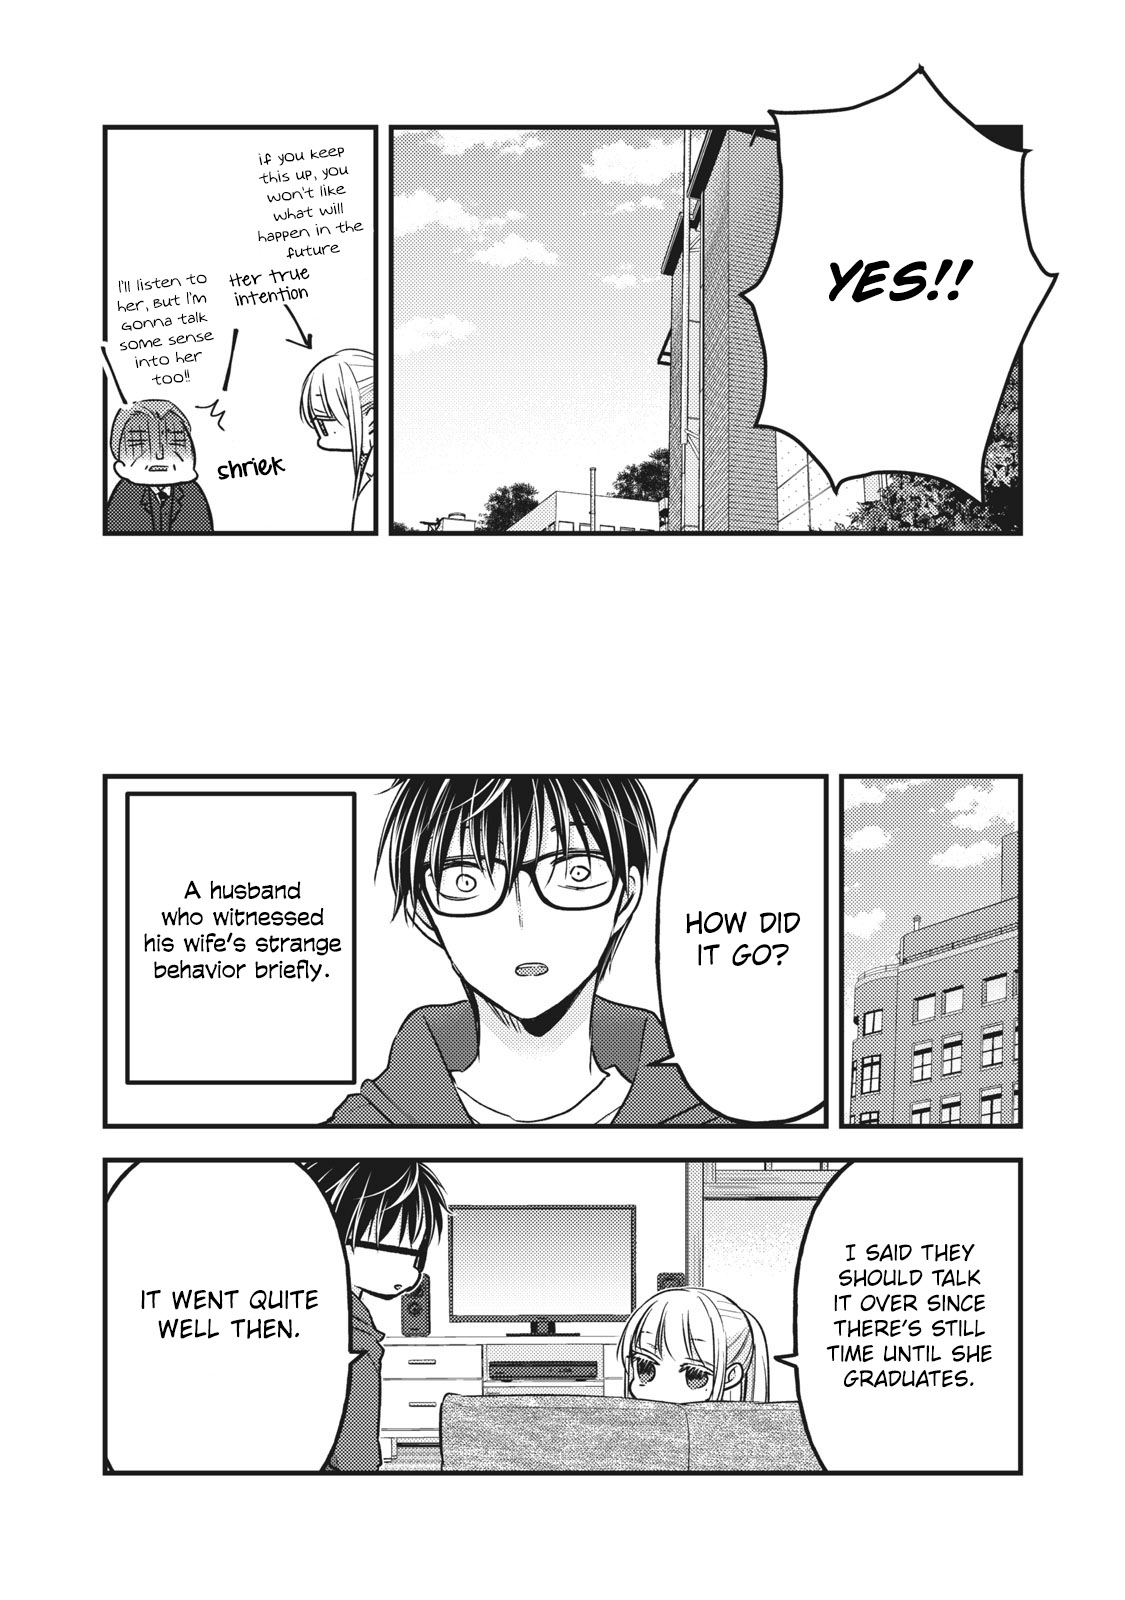 YES!!
if you keep
this up, you
won't like
what will
happen in the
future
Her true
intention
I'll listen to
her, But I'm
Gonna talk
some sense
into her
too!!
shriek
HOW DID
IT GO?
A husband
who witnessed
his wife's strange
behavior briefly.
I SAID THEY
SHOULD TALK
IT OVER SINCE
THERE'S STILL
TIME UNTIL SHE
GRADUATES.
IT WENT QUITE
WELL THEN.